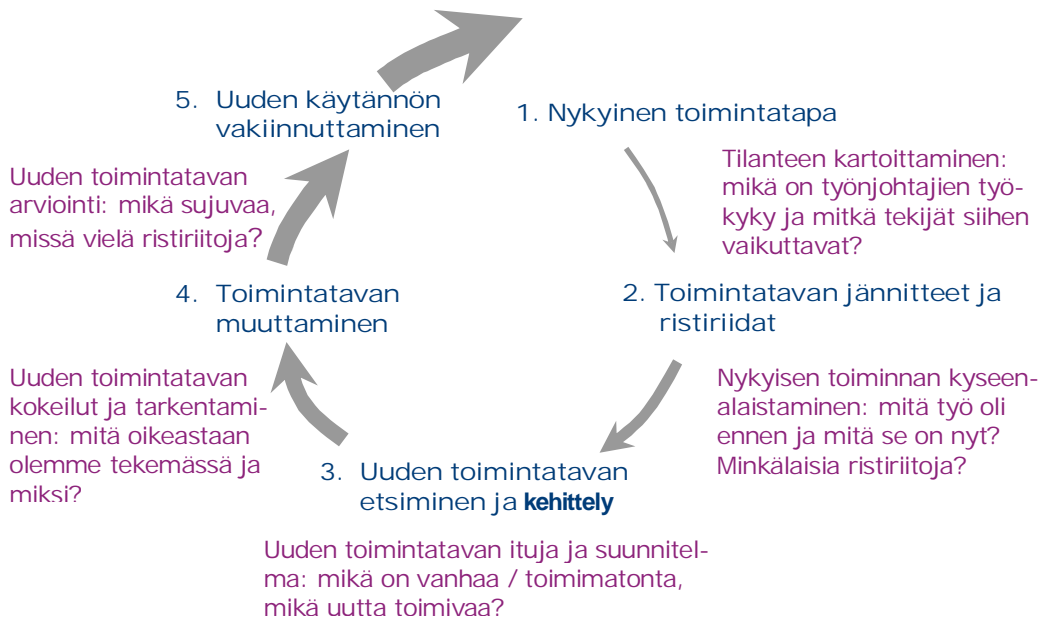 1. Nykyinen toimintatapa
Tilanteen kartoittaminen:
mikä on työnjohtajien työ-
kyky ja mitkä tekijät siihen
vaikuttavat?
2. Toimintatavan jännitteet ja
ristiriidat
Nykyisen toiminnan kyseen-
alaistaminen: mitä työ oli
ennen ja mitä se on nyt?
Minkälaisia ristiriitoja?
3. Uuden toimintatavan
etsiminen ja kehittely
Uuden toimintatavan ituja ja suunnitel-
ma: mikä on vanhaa / toimimatonta,
mikä uutta toimivaa?
4. Toimintatavan
muuttaminen
Uuden toimintatavan
kokeilut ja tarkentami-
nen: mitä oikeastaan
olemme tekemässä ja
miksi?
5. Uuden käytännön
vakiinnuttaminen
Uuden toimintatavan
arviointi: mikä sujuvaa,
missä vielä ristiriitoja?